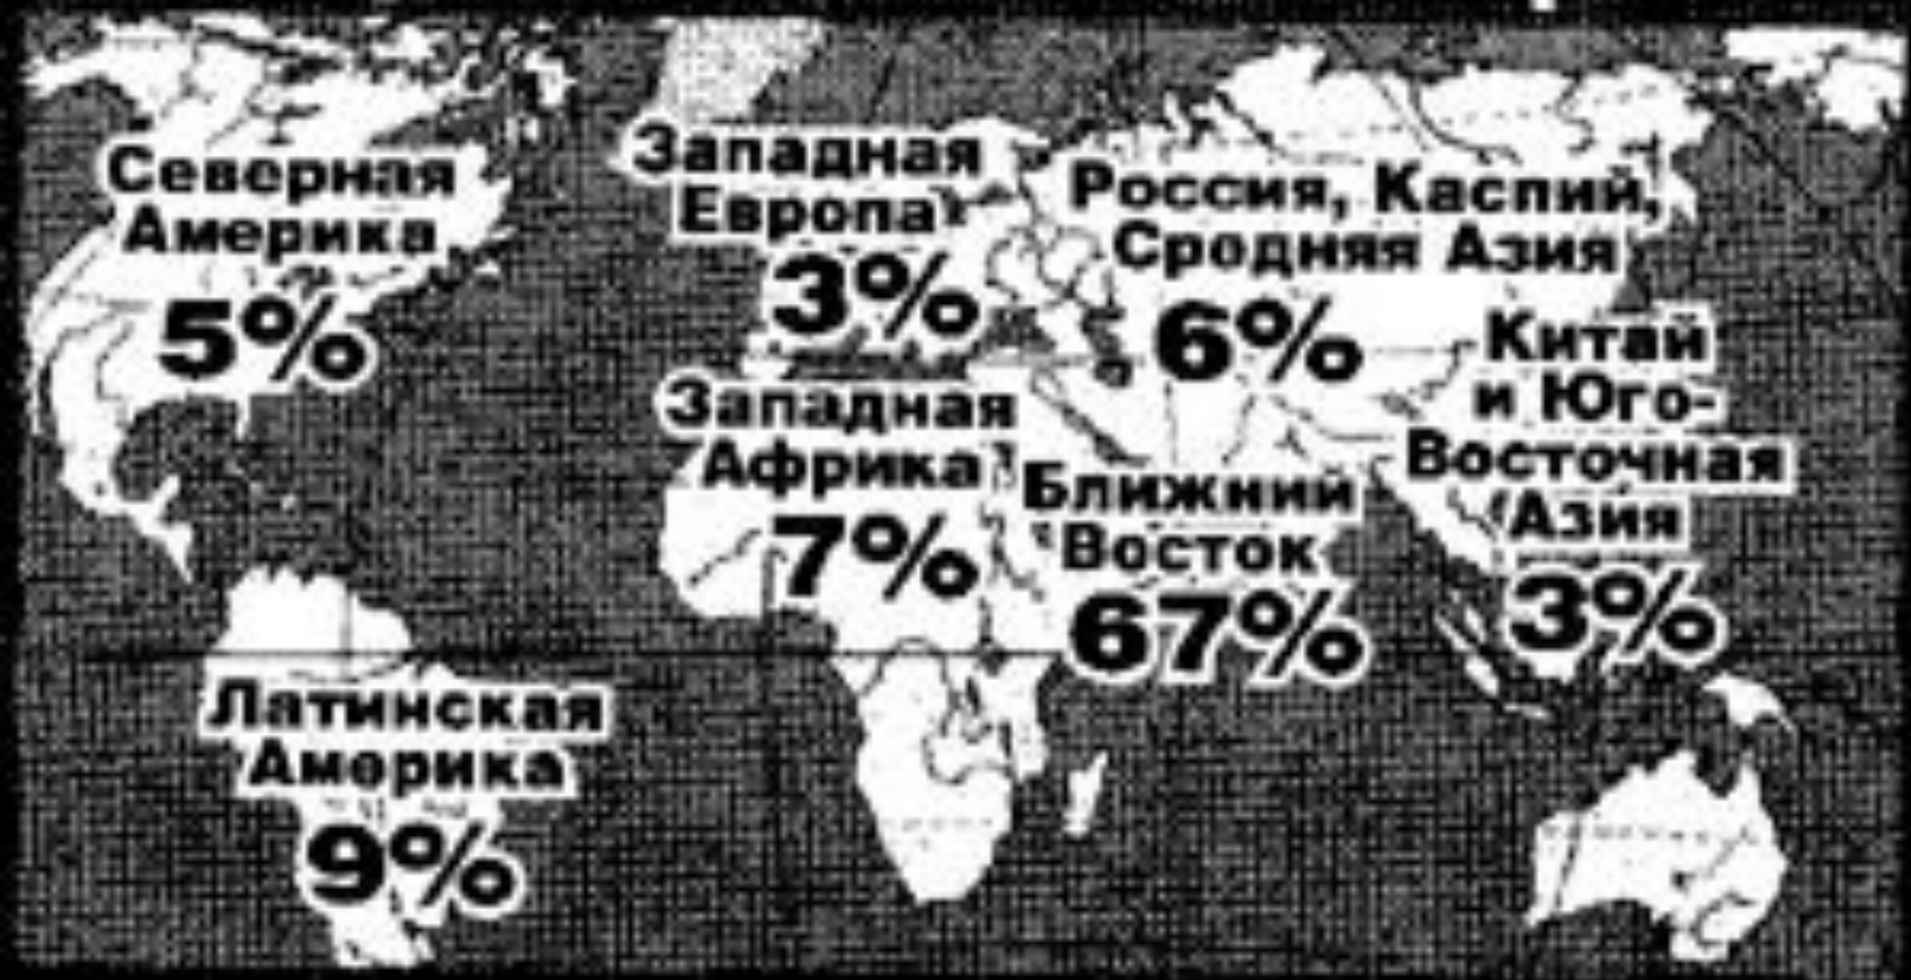 Северная
Америка
5%
Западная
Европа
3%
Россия, Каспий,
Средняя Азия
6%
Китай
и Юго-
Восточная
Азия
3%
Западная
Африка
7%
Ближний
Восток
67%
Латинская
Америка
9%